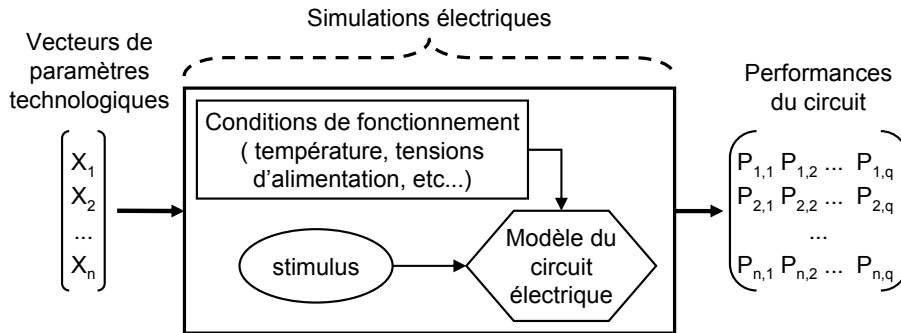 Simulations électriques
Vecteurs de
paramètres
technologiques
X1
X2
...
Xn
Conditions de fonctionnement
( température, tensions
d’alimentation, etc...)
stimulus
Modèle du
circuit
électrique
Performances
du circuit
P1,1 P1,2 ... P1,q
P2,1 P2,2 ... P2,q
...
Pn,1 Pn,2 ... Pn,q